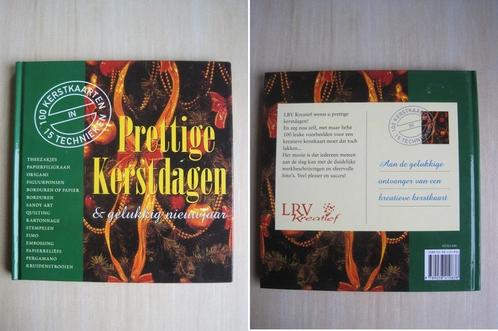 100 KERSTKAARTEN
IN
15 TECHNIEKEN
Prettige
Kerstdagen
& gelukkig nieuwjaar
THEEZAKJES
PAPIERFILIGRAAN
ORIGAMI
FIGUURPONSEN
BORDUREN OP PAPIER
BORDUREN
SANDY ART
QUILTING
KARTONNAGE
STEMPELEN
FIMO
EMBOSSING
PAPIERRELIËFS
PERGAMANO
KRUIDENSTROOIEN
LRV Kreatief wenst u prettige
kerstdagen!
En zeg nou zelf, met maar liefst
100 leuke voorbeelden voor een
kreatieve kerstkaart moet dat toch
lukken...
Het mooie is dat iedereen meteen
aan de slag kan met de duidelijke
werkbeschrijvingen en sfeervolle
foto's. Veel plezier en succes!
LRV
Kreatief
100 KERSTKAARTEN
IN
15 TECHNIEKEN
Aan de gelukkige
ontvanger van een
kreatieve kerstkaart